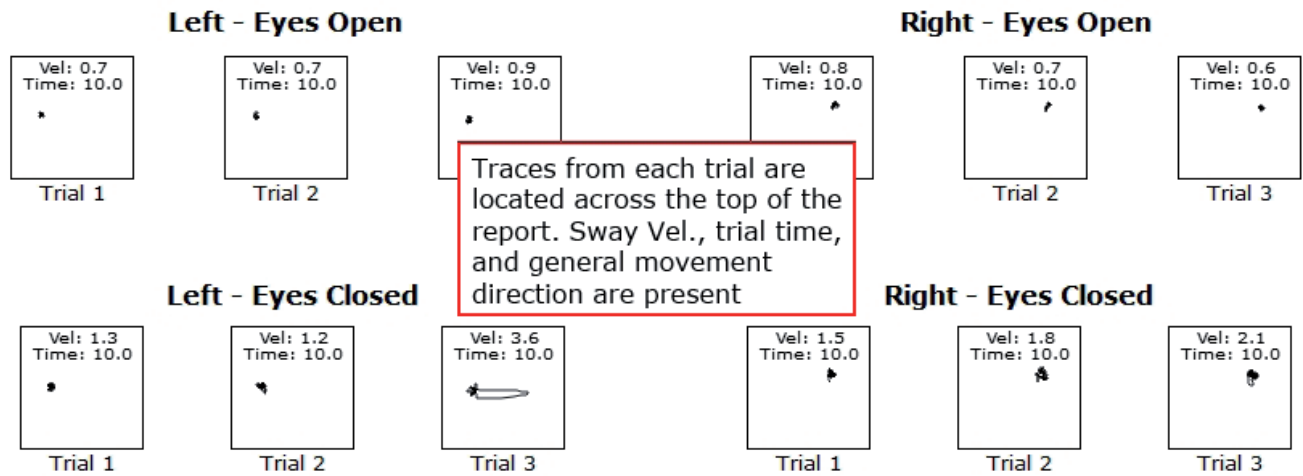 Left - Eyes Open
Right - Eyes Open
Vel: 0.7
Time: 10.0
Vel: 0.7
Time: 10.0
Vel: 0.9
Time: 10.0
Vel: 0.8
Time: 10.0
Vel: 0.7
Time: 10.0
Vel: 0.6
Time: 10.0
Trial 1
Trial 2
Trial 2
Trial 3
Traces from each trial are
located across the top of the
report. Sway Vel., trial time,
and general movement
direction are present
Left - Eyes Closed
Right - Eyes Closed
Vel: 1.3
Time: 10.0
Vel: 1.2
Time: 10.0
Vel: 3.6
Time: 10.0
Vel: 1.5
Time: 10.0
Vel: 1.8
Time: 10.0
Vel: 2.1
Time: 10.0
Trial 1
Trial 2
Trial 3
Trial 1
Trial 2
Trial 3